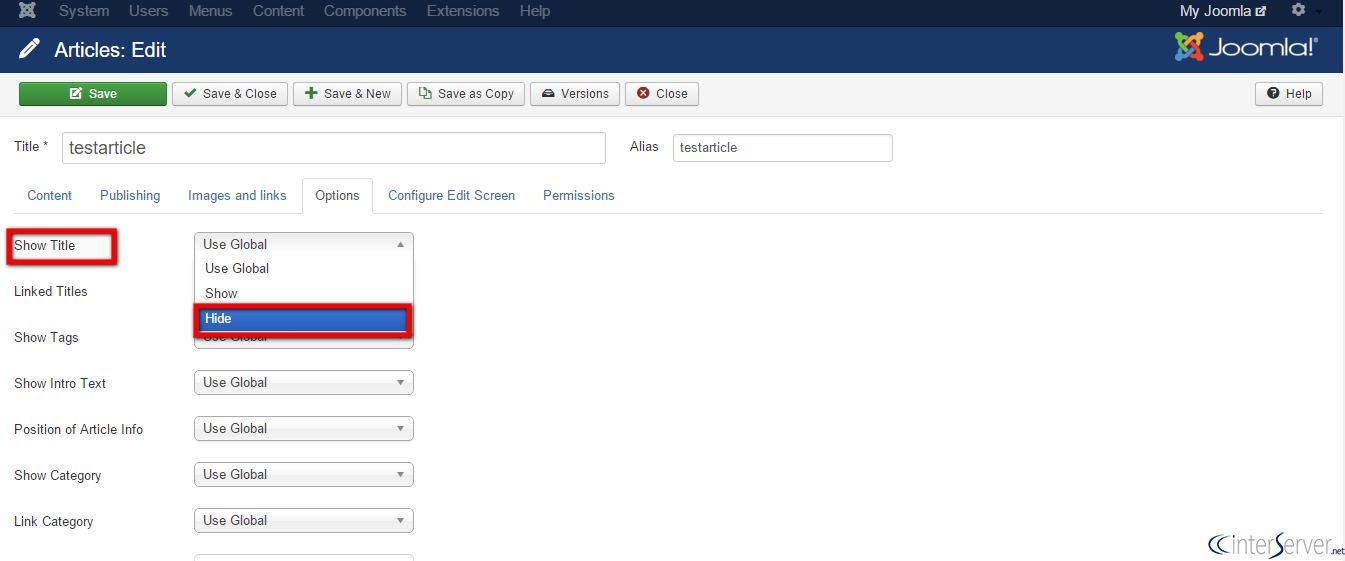 System Users Menus Content Components Extensions Help My Joomla
Articles: Edit Joomla!®
Save Save & Close Save & New Save as Copy Versions Close Help
Title * testarticle Alias testarticle
Content Publishing Images and links Options Configure Edit Screen Permissions
Show Title Use Global
Use Global
Linked Titles
Show
Hide
Show Tags Use Global
Show Intro Text Use Global
Position of Article Info Use Global
Show Category Use Global
Link Category Use Global
interServer.net